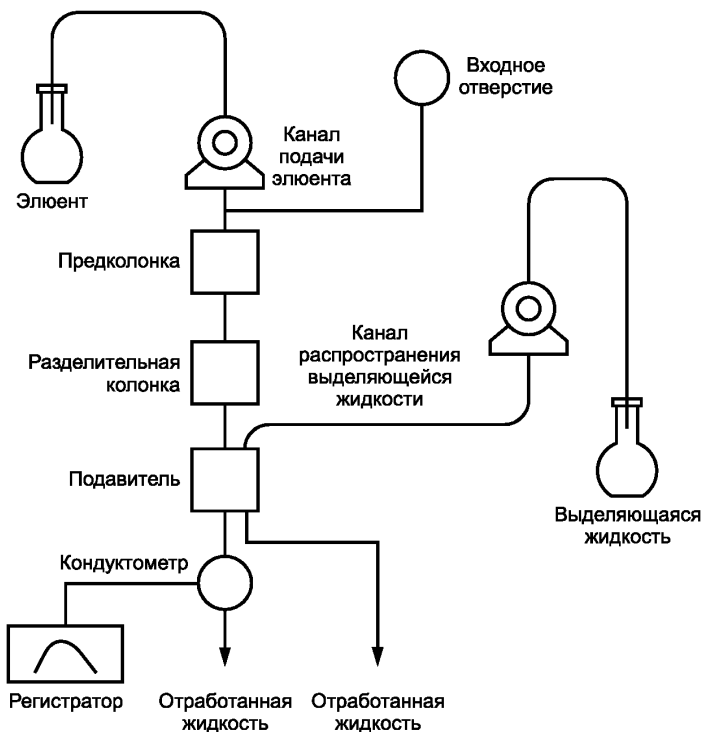 Входное
отверстие
Канал
подачи
элюента
Элюент
Предколонка
Канал
распространения
выделяющейся
жидкости
Разделительная
колонка
Подавитель
Выделяющаяся
жидкость
Кондуктометр
Регистратор
Отработанная
жидкость
Отработанная
жидкость